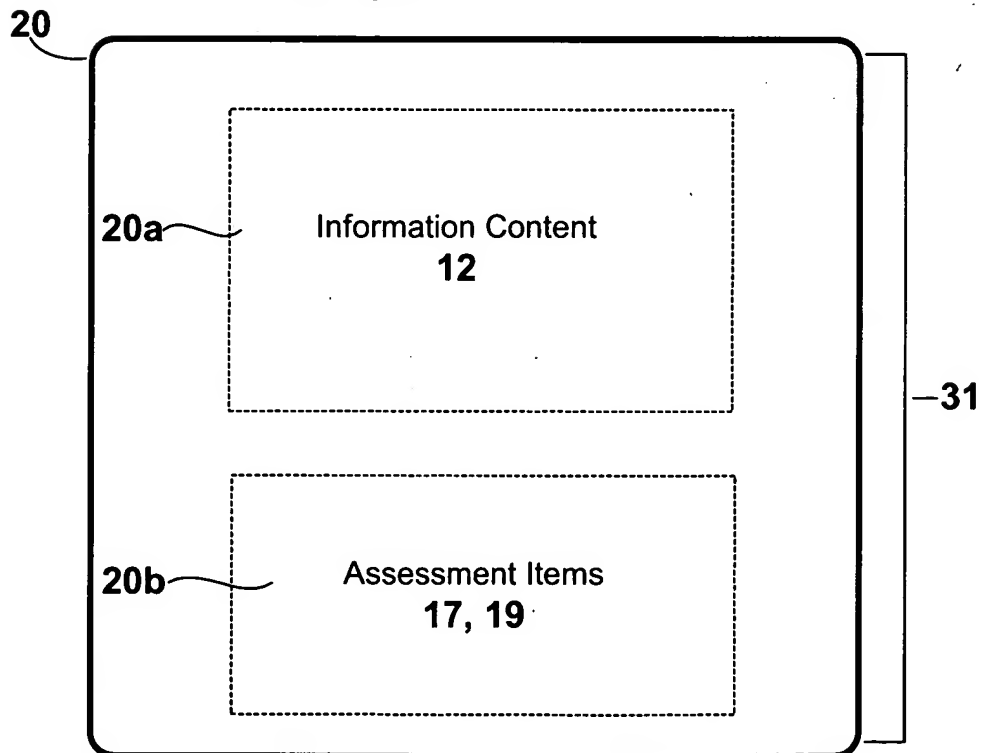 20
20a
Information Content
12
31
20b
Assessment Items
17, 19